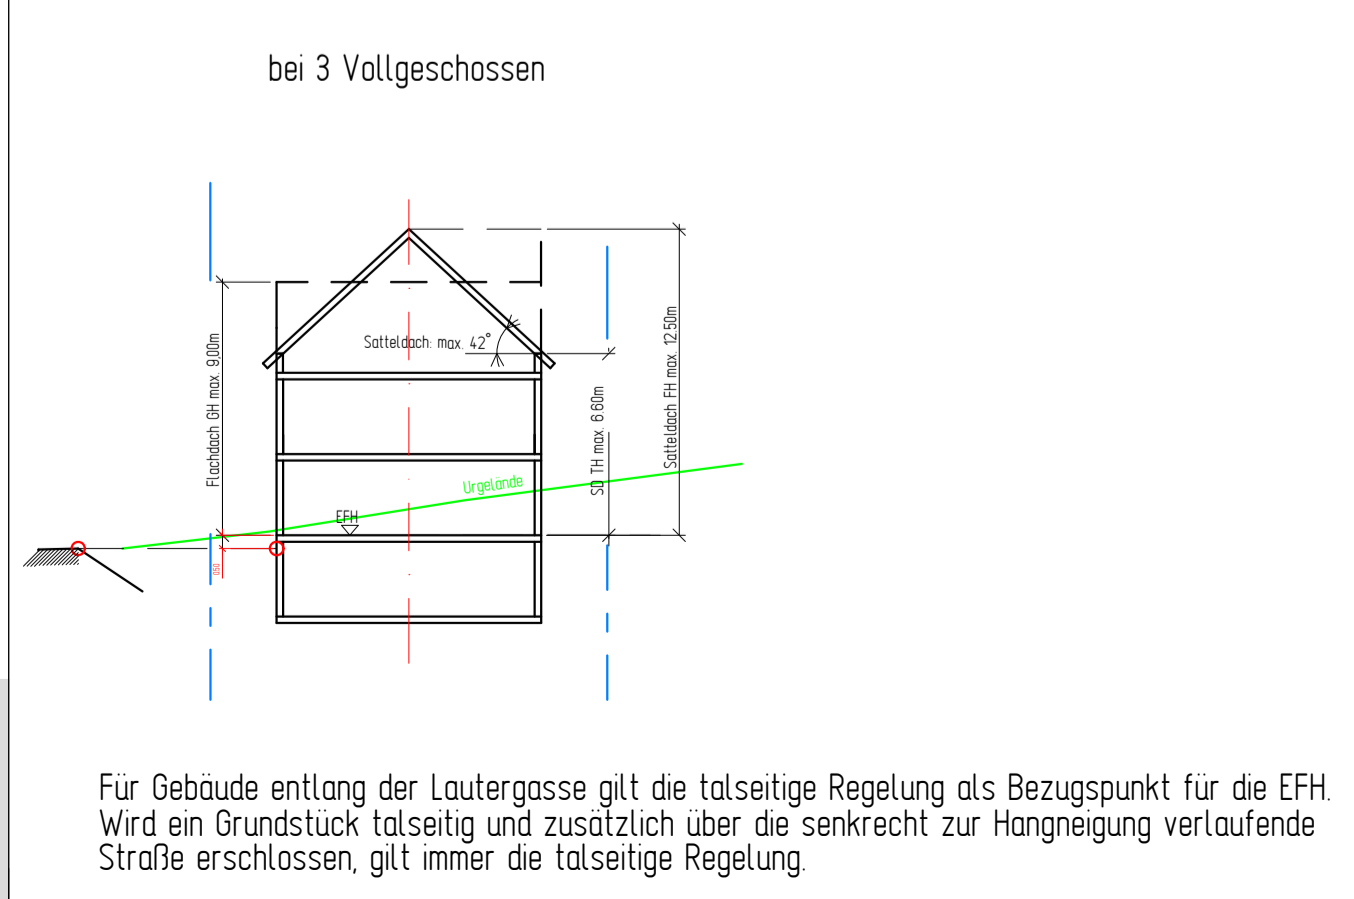 bei 3 Vollgeschossen
Satteldach: max. 42°
Flachdach GH max. 9,00m
SD TH max. 6.60m
Satteldach FH max. 12.50m
Urgelände
EFH
0.50
Für Gebäude entlang der Lautergasse gilt die talseitige Regelung als Bezugspunkt für die EFH.
Wird ein Grundstück talseitig und zusätzlich über die senkrecht zur Hangneigung verlaufende
Straße erschlossen, gilt immer die talseitige Regelung.